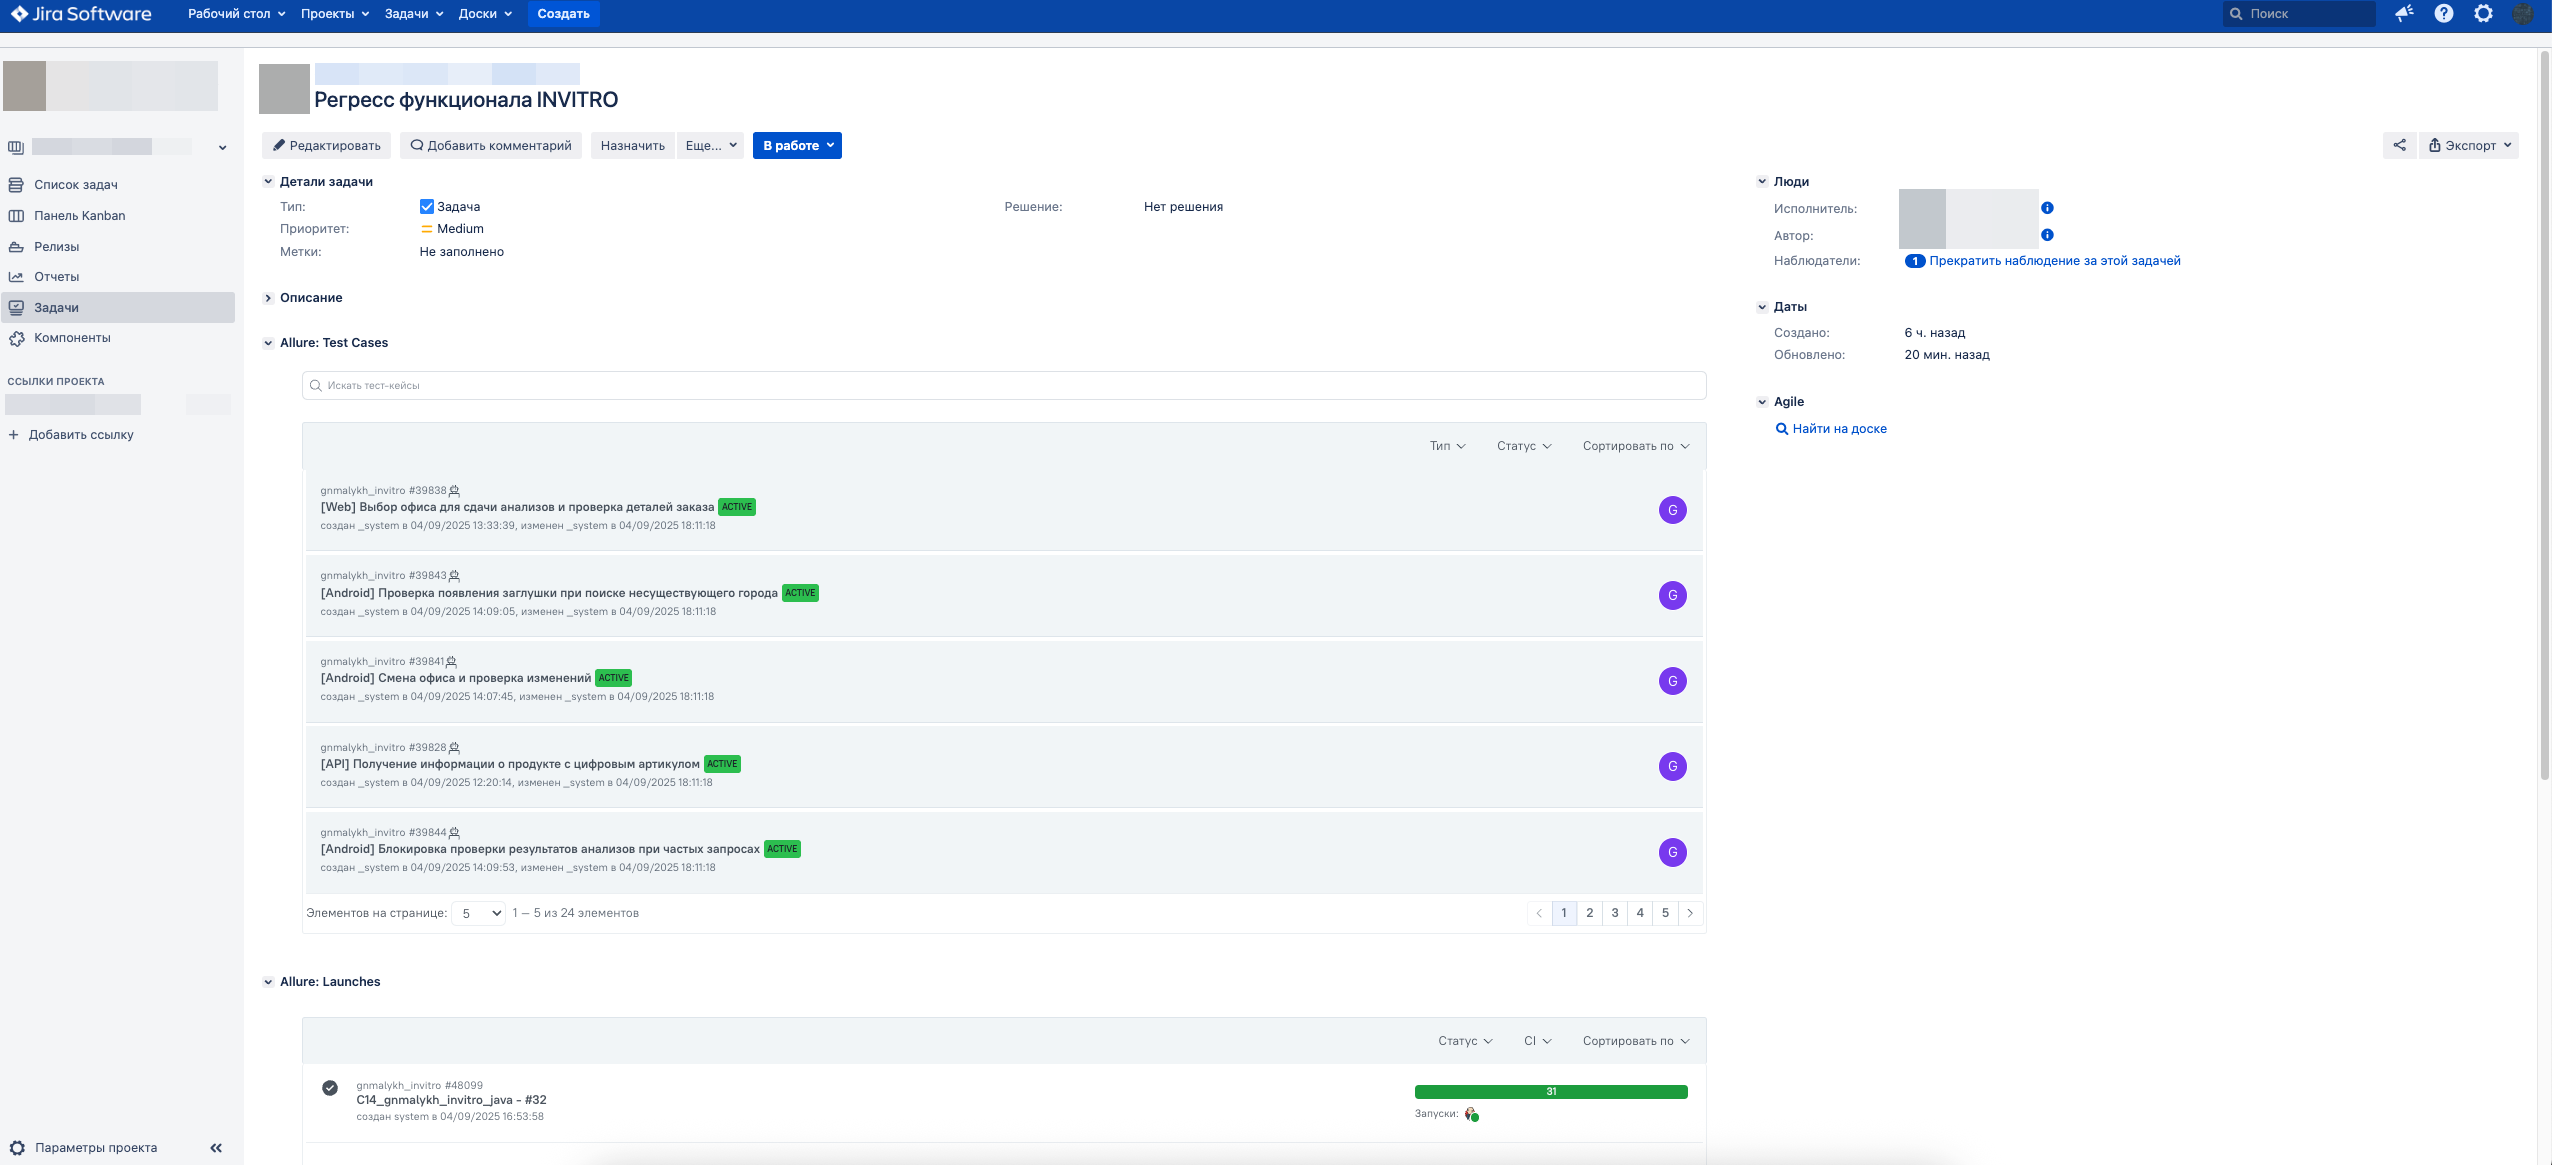 Jira Software
Рабочий стол Проекты Задачи Доски Создать
Поиск
Регресс функционала INVITRO
Редактировать Добавить комментарий Назначить Еще... В работе
Экспорт
Список задач
Панель Kanban
Релизы
Отчеты
Задачи
Компоненты
ССЫЛКИ ПРОЕКТА
Добавить ссылку
Параметры проекта
Детали задачи
Тип: Задача
Решение: Нет решения
Приоритет: Medium
Метки: Не заполнено
Описание
Allure: Test Cases
Искать тест-кейсы
Тип Статус Сортировать по
gnmalykh_invitro #39838
[Web] Выбор офиса для сдачи анализов и проверка деталей заказа ACTIVE
создан _system в 04/09/2025 13:33:39, изменен _system в 04/09/2025 18:11:18
G
gnmalykh_invitro #39843
[Android] Проверка появления заглушки при поиске несуществующего города ACTIVE
создан _system в 04/09/2025 14:09:05, изменен _system в 04/09/2025 18:11:18
G
gnmalykh_invitro #39841
[Android] Смена офиса и проверка изменений ACTIVE
создан _system в 04/09/2025 14:07:45, изменен _system в 04/09/2025 18:11:18
G
gnmalykh_invitro #39828
[API] Получение информации о продукте с цифровым артикулом ACTIVE
создан _system в 04/09/2025 12:20:14, изменен _system в 04/09/2025 18:11:18
G
gnmalykh_invitro #39844
[Android] Блокировка проверки результатов анализов при частых запросах ACTIVE
создан _system в 04/09/2025 14:09:53, изменен _system в 04/09/2025 18:11:18
G
Элементов на странице: 5 1 — 5 из 24 элементов
1 2 3 4 5
Allure: Launches
Статус CI Сортировать по
gnmalykh_invitro #48099
C14_gnmalykh_invitro_java - #32
создан system в 04/09/2025 16:53:58
31
Запуски:
Люди
Исполнитель:
Автор:
Наблюдатели: 1 Прекратить наблюдение за этой задачей
Даты
Создано: 6 ч. назад
Обновлено: 20 мин. назад
Agile
Найти на доске